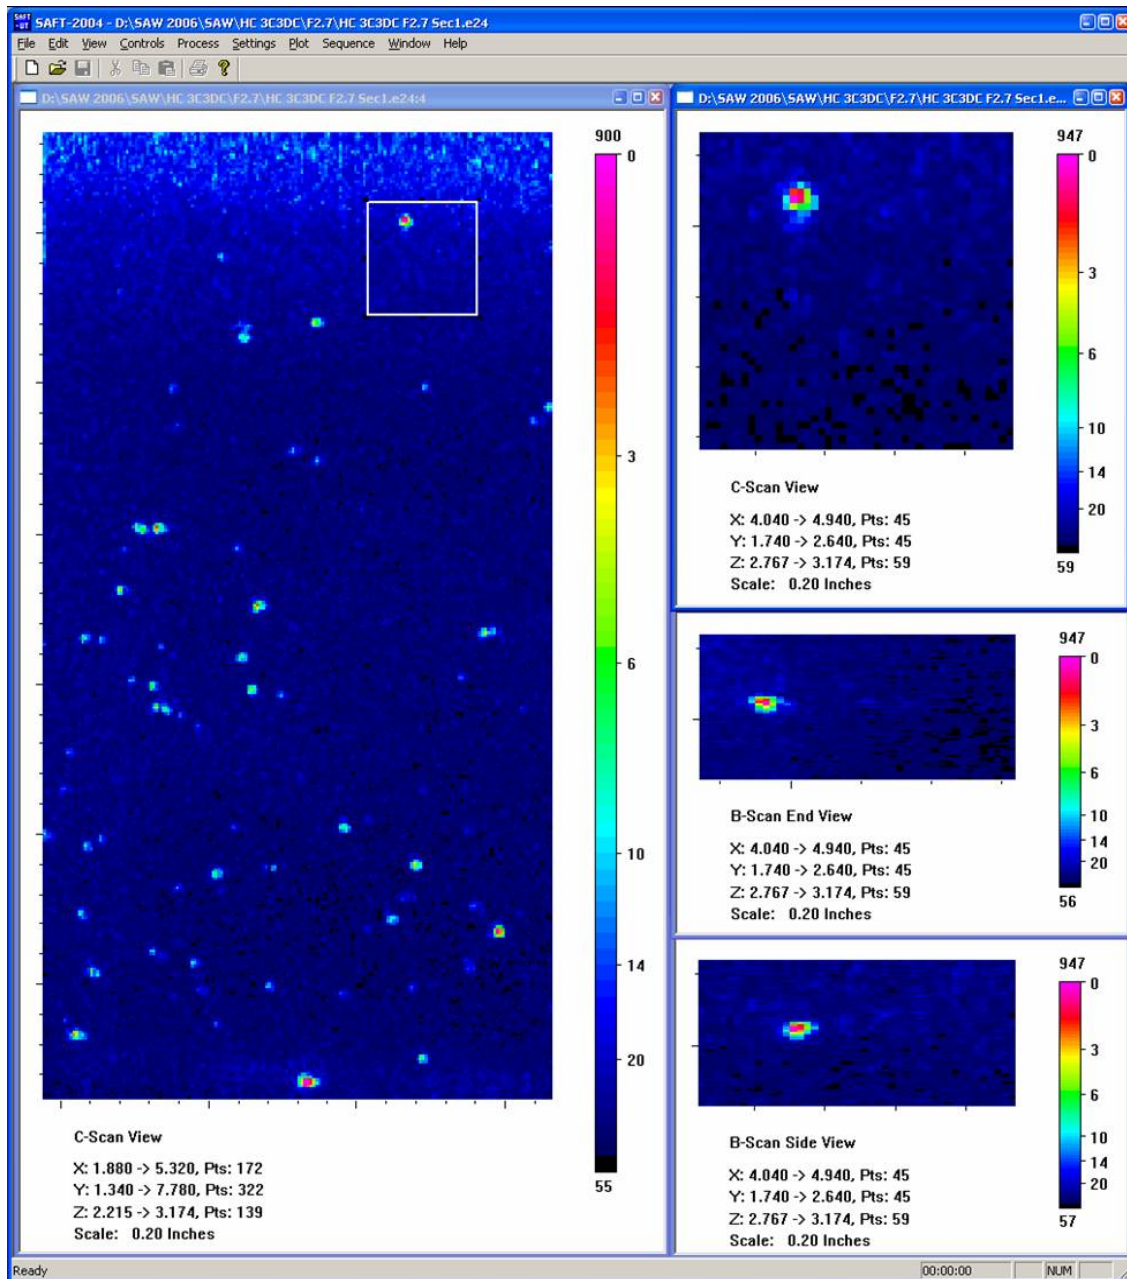 SAFT-2004 - D:\SAW 2006\SAW\HC 3C3DC\F2.7\HC 3C3DC F2.7 Sec1.e24
File Edit View Controls Process Settings Plot Sequence Window Help
D:\SAW 2006\SAW\HC 3C3DC\F2.7\HC 3C3DC F2.7 Sec1.e24:4
900
0
3
6
10
14
20
55
C-Scan View
X: 1.880 -> 5.320, Pts: 172
Y: 1.340 -> 7.780, Pts: 322
Z: 2.215 -> 3.174, Pts: 139
Scale: 0.20 Inches
D:\SAW 2006\SAW\HC 3C3DC\F2.7\HC 3C3DC F2.7 Sec1.e...
947
0
3
6
10
14
20
59
C-Scan View
X: 4.040 -> 4.940, Pts: 45
Y: 1.740 -> 2.640, Pts: 45
Z: 2.767 -> 3.174, Pts: 59
Scale: 0.20 Inches
947
0
3
6
10
14
20
56
B-Scan End View
X: 4.040 -> 4.940, Pts: 45
Y: 1.740 -> 2.640, Pts: 45
Z: 2.767 -> 3.174, Pts: 59
Scale: 0.20 Inches
947
0
3
6
10
14
20
57
B-Scan Side View
X: 4.040 -> 4.940, Pts: 45
Y: 1.740 -> 2.640, Pts: 45
Z: 2.767 -> 3.174, Pts: 59
Scale: 0.20 Inches
Ready
00:00:00
NUM